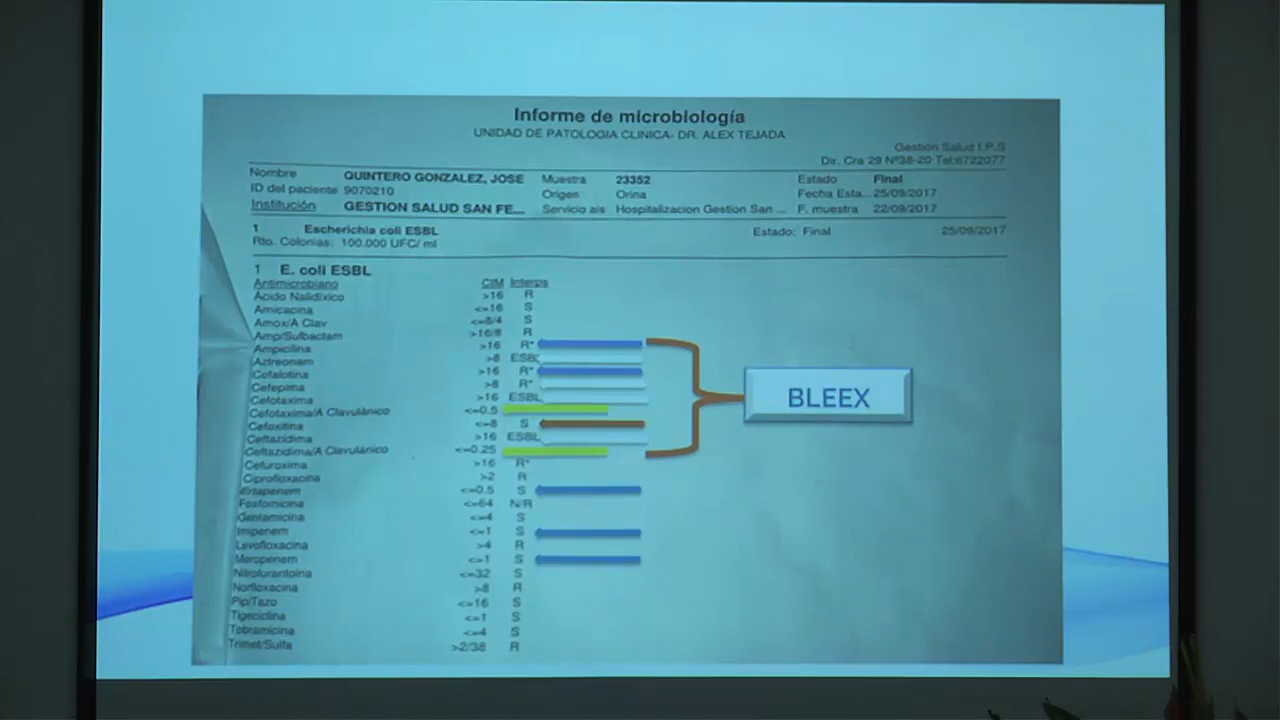 Informe de microbiología
UNIDAD DE PATOLOGIA CLINICA- DR. ALEX TEJADA
Gestion Salud I.P.S
Dir. Cra 29 Nº38-20 Tel:6722077
Nombre QUINTERO GONZALEZ, JOSE Muestra 23352 Estado Final
ID del paciente 9070210 Origen Orina Fecha Esta... 25/09/2017
Institución GESTION SALUD SAN FE... Servicio ais Hospitalizacion Gestion San ... F. muestra 22/09/2017
1 Escherichia coli ESBL Estado: Final 25/09/2017
Rto. Colonias: 100.000 UFC/ ml
1 E. coli ESBL
Antimicrobiano CIM Interps
Ácido Nalidíxico >16 R
Amicacina <=16 S
Amox/A Clav <=8/4 S
Amp/Sulbactam >16/8 R
Ampicilina >16 R*
Aztreonam >8 ESBL
Cefalotina >16 R*
Cefepima >8 R*
Cefotaxima >16 ESBL
Cefotaxima/A Clavulánico <=0.5
Cefoxitina <=8 S
Ceftazidima >16 ESBL
Ceftazidima/A Clavulánico <=0.25
Cefuroxima >16 R*
Ciprofloxacina >2 R
Ertapenem <=0.5 S
Fosfomicina <=64 N/R
Gentamicina <=4 S
Imipenem <=1 S
Levofloxacina >4 R
Meropenem <=1 S
Nitrofurantoina <=32 S
Norfloxacina >8 R
Pip/Tazo <=16 S
Tigeciclina <=1 S
Tobramicina <=4 S
Trimet/Sulfa >2/38 R
BLEEX